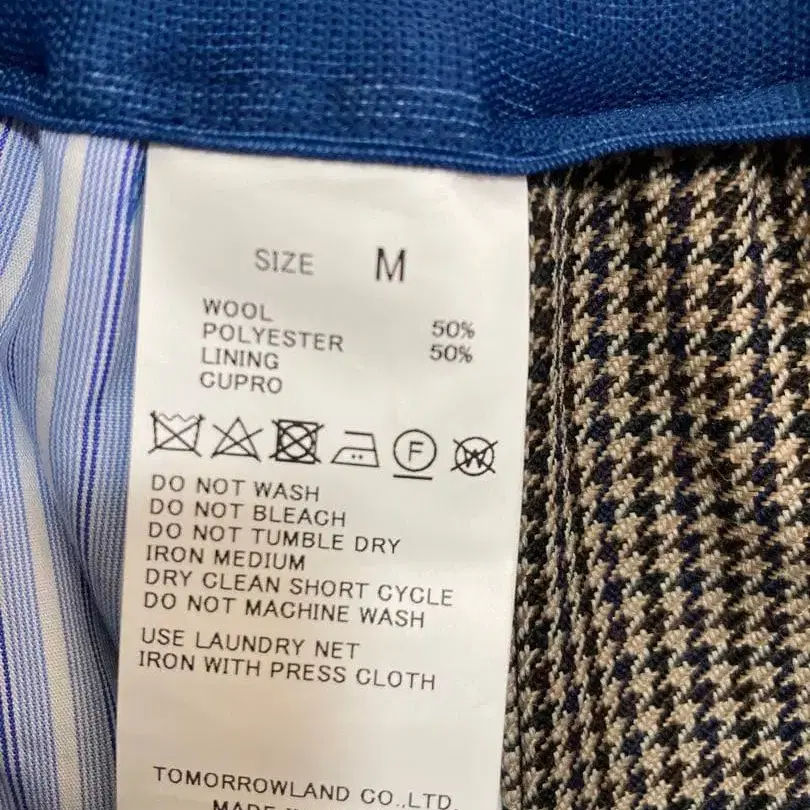 SIZE M
WOOL 50%
POLYESTER 50%
LINING
CUPRO
F W
DO NOT WASH
DO NOT BLEACH
DO NOT TUMBLE DRY
IRON MEDIUM
DRY CLEAN SHORT CYCLE
DO NOT MACHINE WASH
USE LAUNDRY NET
IRON WITH PRESS CLOTH
TOMORROWLAND CO.,LTD.
MADE